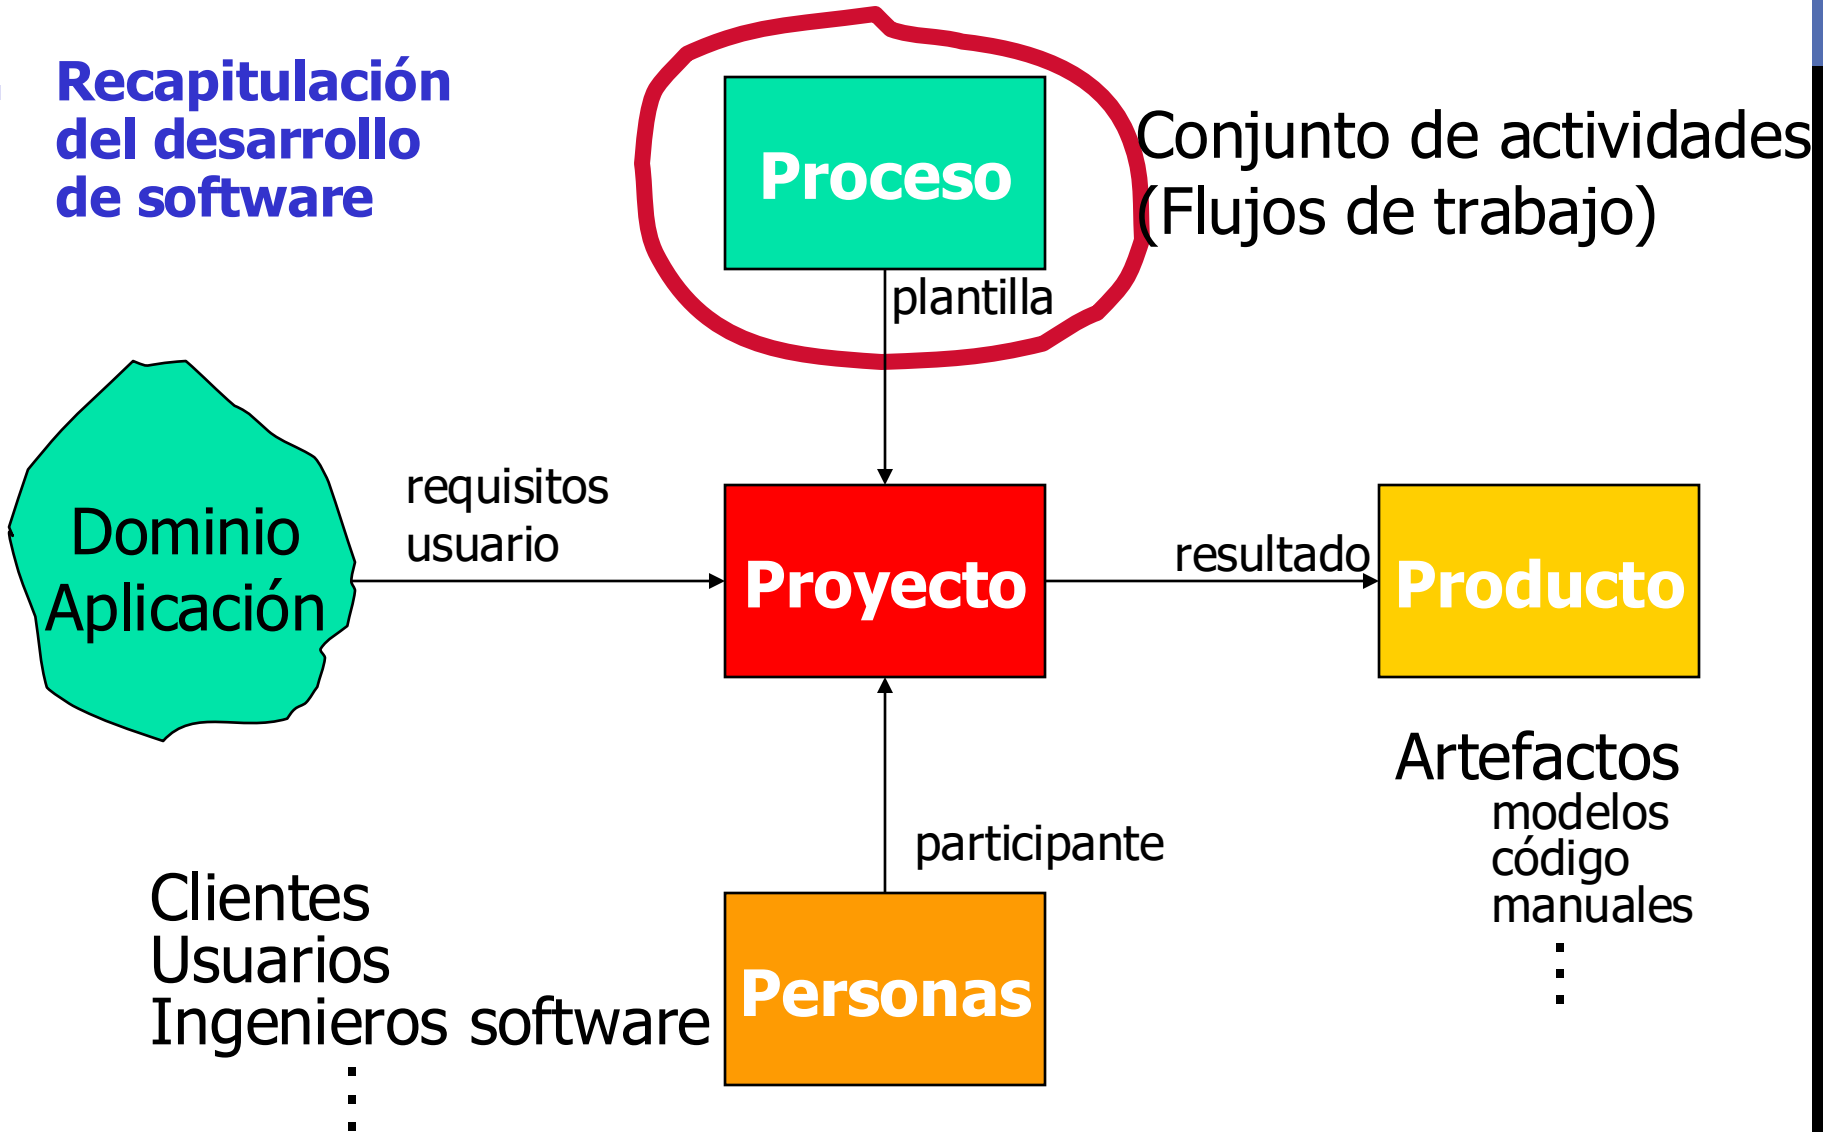 Recapitulación
del desarrollo
de software
Proceso
Conjunto de actividades
(Flujos de trabajo)
plantilla
Dominio
Aplicación
requisitos
usuario
Proyecto
resultado
Producto
Artefactos
modelos
código
manuales
participante
Clientes
Usuarios
Ingenieros software
Personas